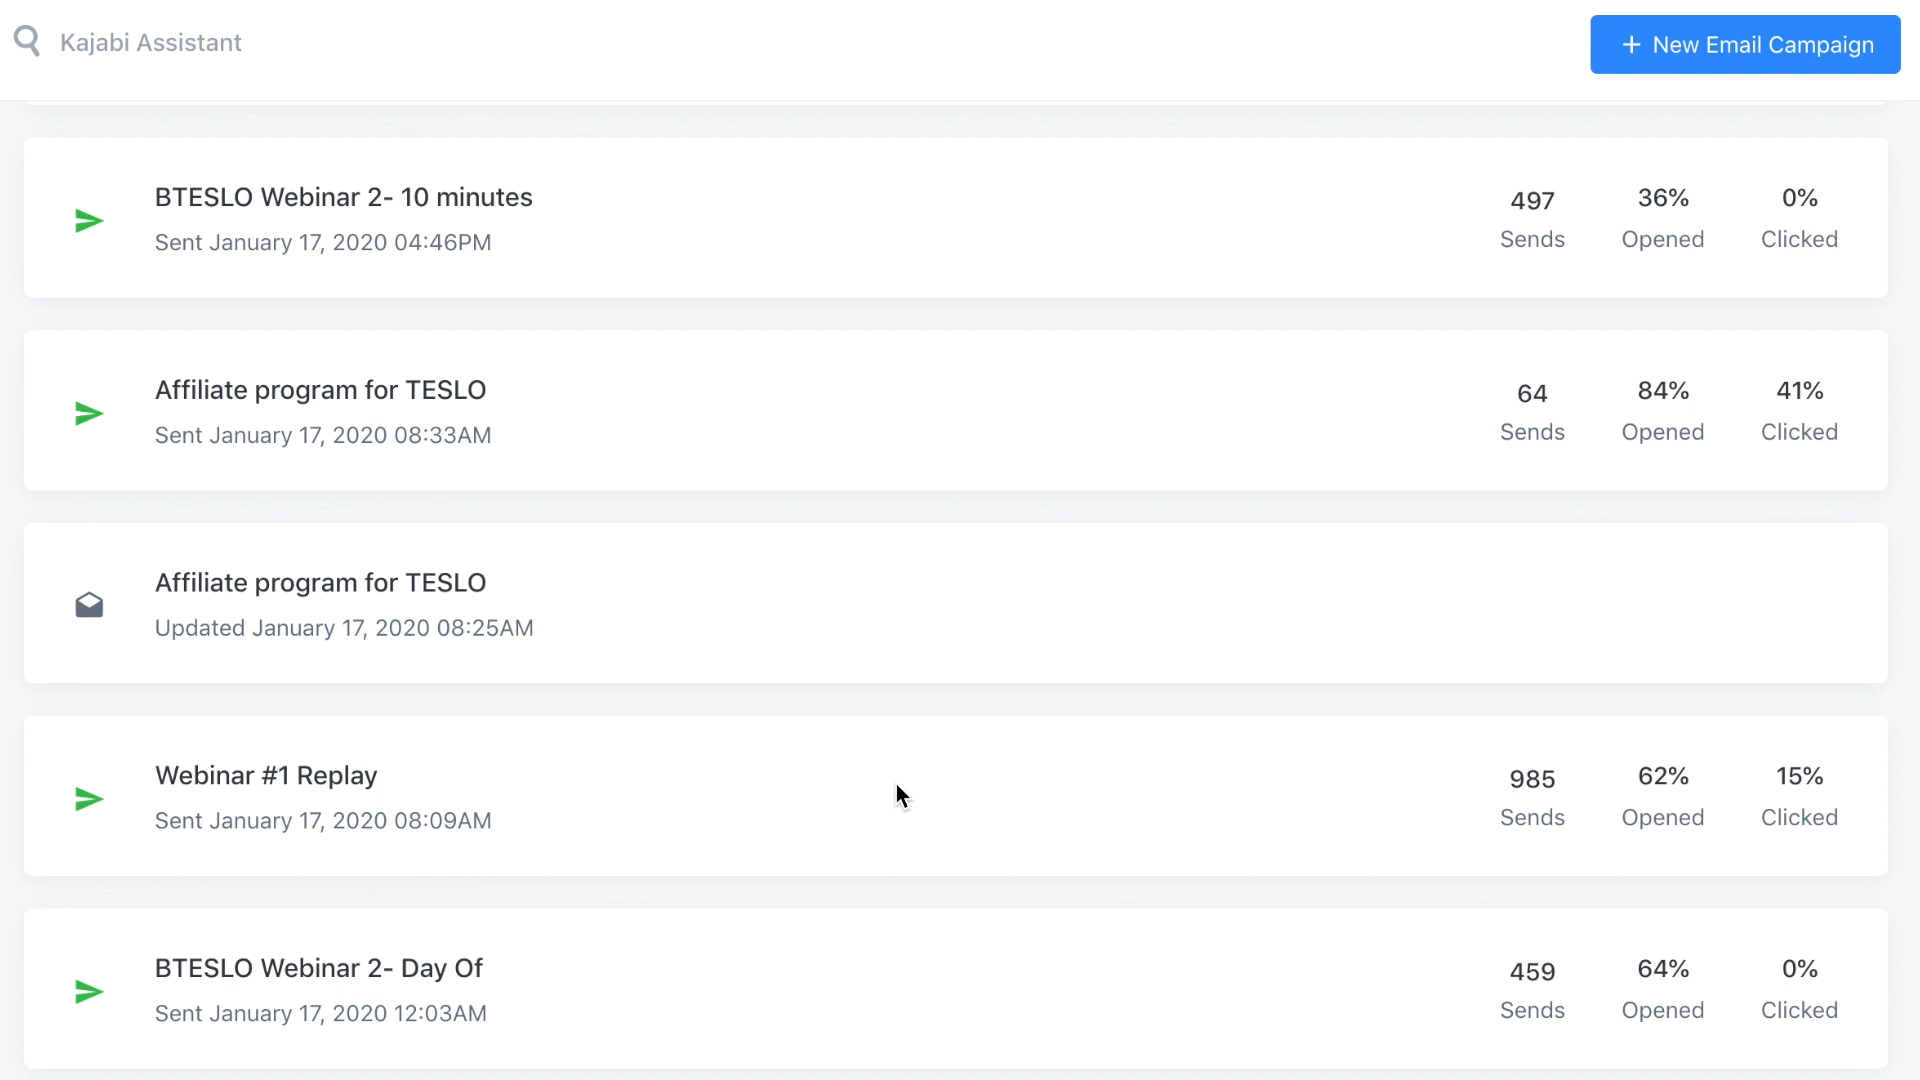 Kajabi Assistant
+ New Email Campaign
BTESLO Webinar 2- 10 minutes
Sent January 17, 2020 04:46PM
497 Sends
36% Opened
0% Clicked
Affiliate program for TESLO
Sent January 17, 2020 08:33AM
64 Sends
84% Opened
41% Clicked
Affiliate program for TESLO
Updated January 17, 2020 08:25AM
Webinar #1 Replay
Sent January 17, 2020 08:09AM
985 Sends
62% Opened
15% Clicked
BTESLO Webinar 2- Day Of
Sent January 17, 2020 12:03AM
459 Sends
64% Opened
0% Clicked